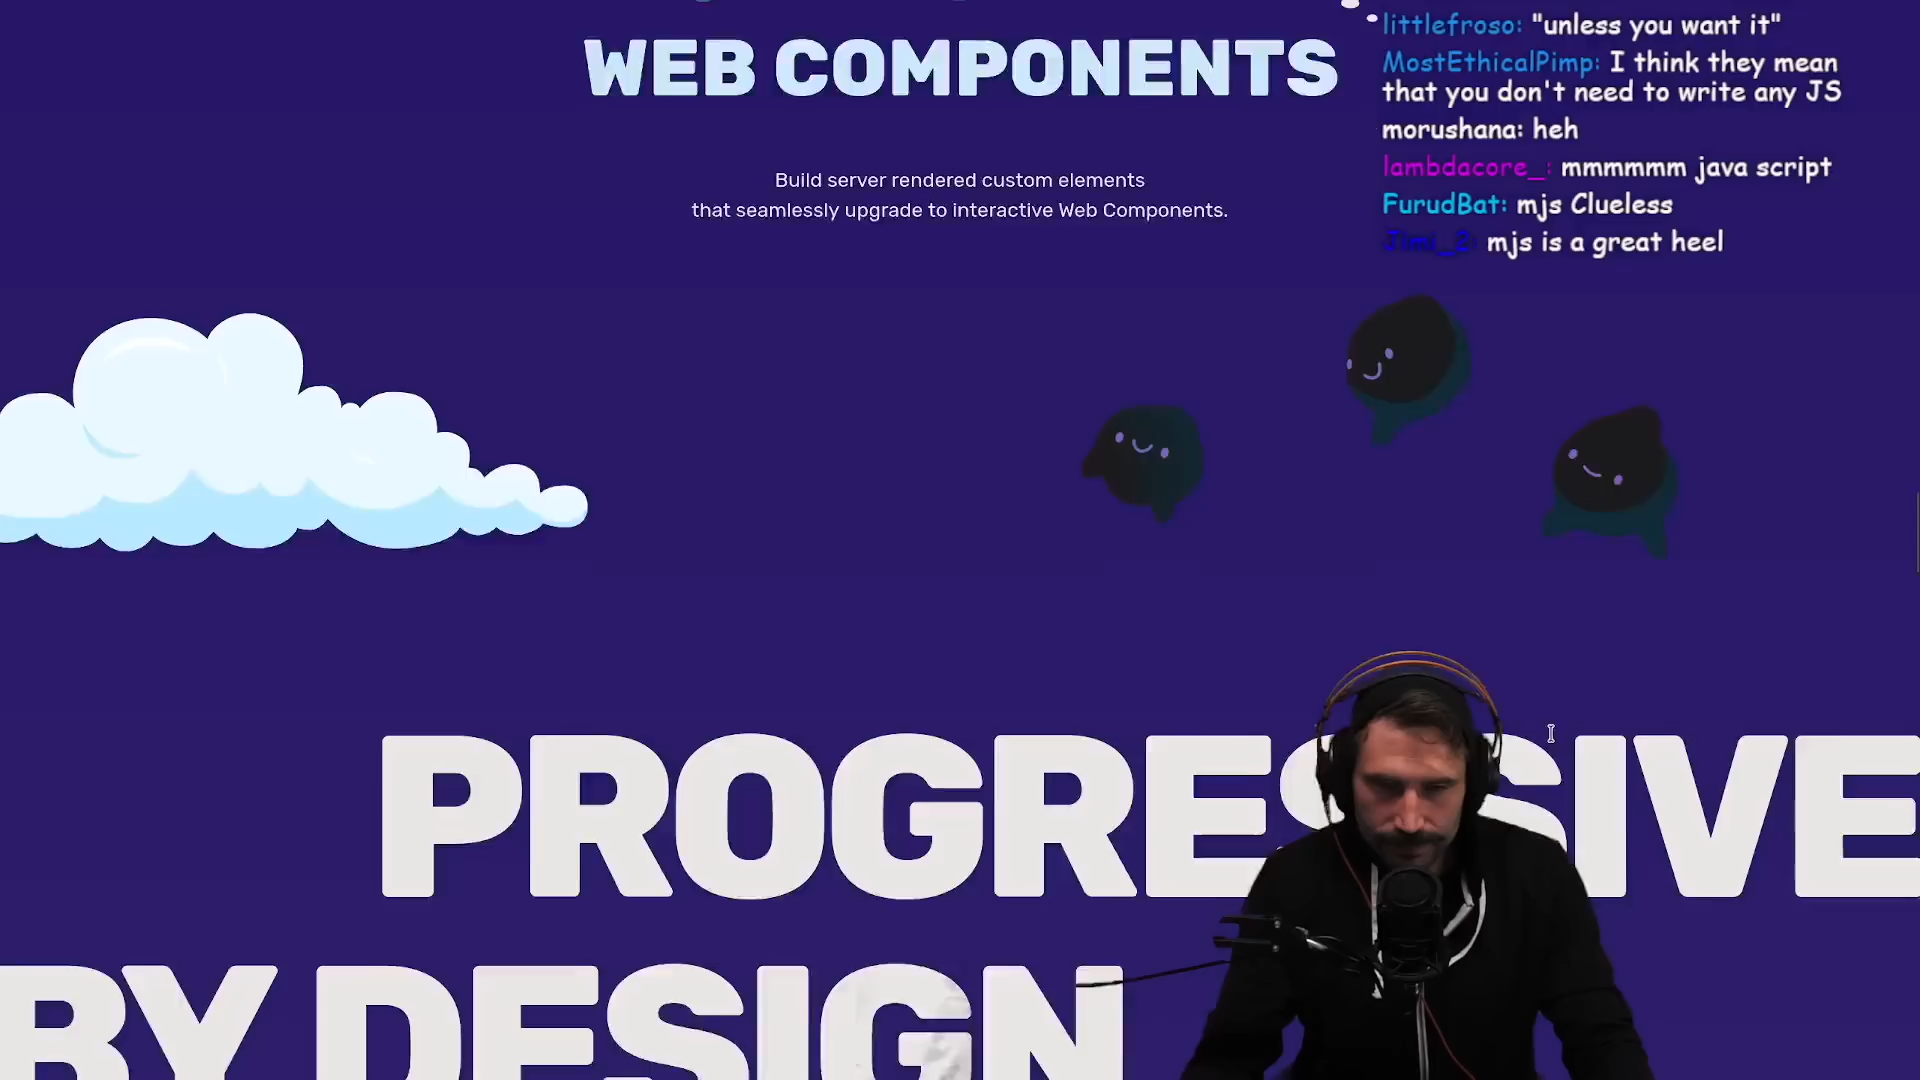 WEB COMPONENTS
Build server rendered custom elements
that seamlessly upgrade to interactive Web Components.
littlefroso: "unless you want it"
MostEthicalPimp: I think they mean
that you don't need to write any JS
morushana: heh
lambdacore_: mmmmmm java script
FurudBat: mjs Clueless
Jimi_2: mjs is a great heel
PROGRESSIVE
BY DESIGN